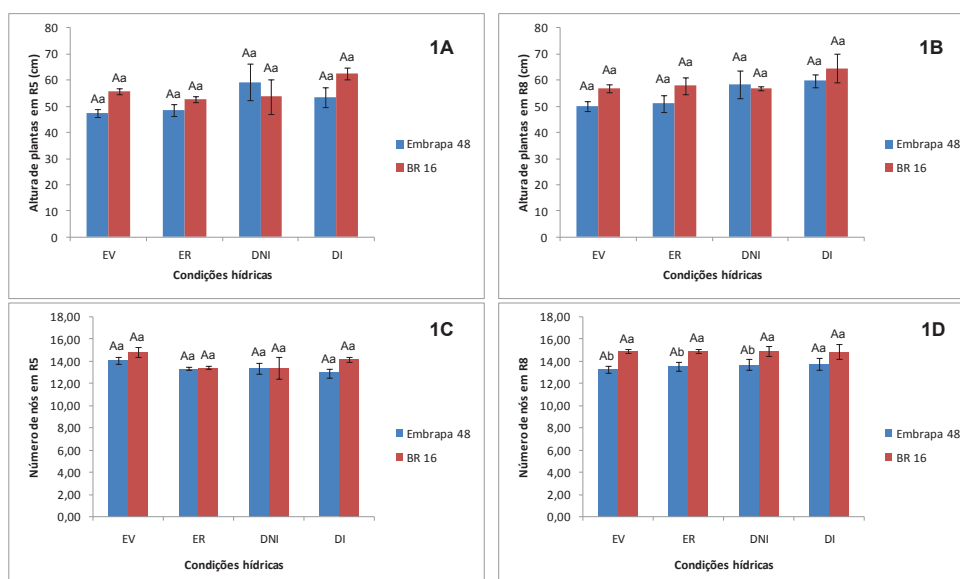 1A
Altura de plantas em R5 (cm)
80
70
60
50
40
30
20
10
0
Aa Aa Aa Aa Aa Aa Aa Aa
EV ER DNI DI
Condições hídricas
Embrapa 48
BR 16
1B
Altura de plantas em R8 (cm)
80
70
60
50
40
30
20
10
0
Aa Aa Aa Aa Aa Aa Aa Aa
EV ER DNI DI
Condições hídricas
Embrapa 48
BR 16
1C
Número de nós em R5
18,00
16,00
14,00
12,00
10,00
8,00
6,00
4,00
2,00
0,00
Aa Aa Aa Aa Aa Aa Aa Aa
EV ER DNI DI
Condições hídricas
Embrapa 48
BR 16
1D
Número de nós em R8
18,00
16,00
14,00
12,00
10,00
8,00
6,00
4,00
2,00
0,00
Ab Aa Ab Aa Ab Aa Aa Aa
EV ER DNI DI
Condições hídricas
Embrapa 48
BR 16